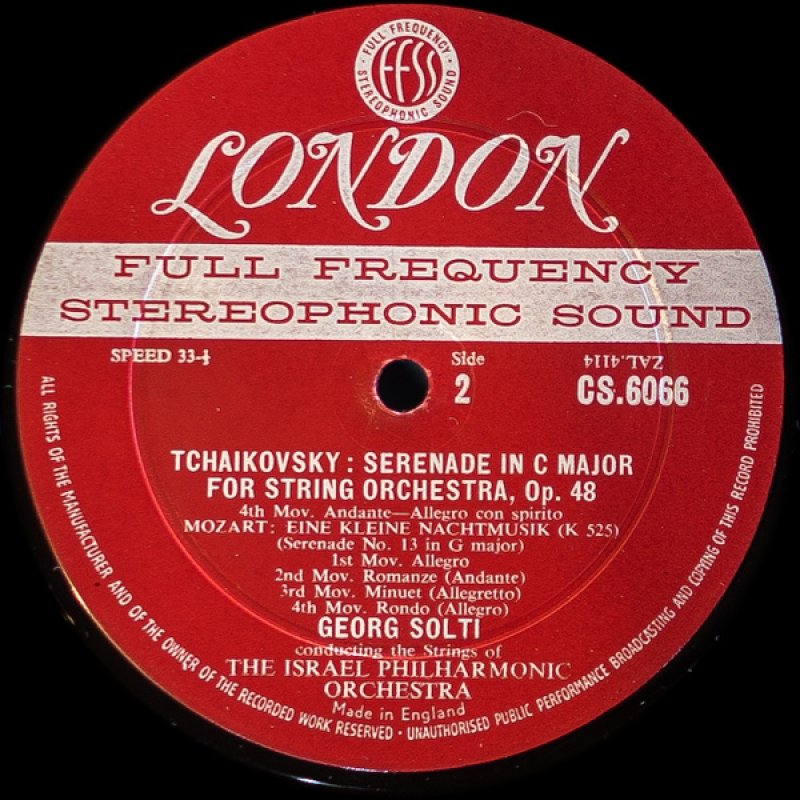 FULL FREQUENCY · STEREOPHONIC SOUND ·
FFSS
LONDON
FULL FREQUENCY
STEREOPHONIC SOUND
SPEED 33-⅓
Side
2
ZAL.4114
CS.6066
TCHAIKOVSKY : SERENADE IN C MAJOR
FOR STRING ORCHESTRA, Op. 48
4th Mov. Andante—Allegro con spirito
MOZART: EINE KLEINE NACHTMUSIK (K 525)
(Serenade No. 13 in G major)
1st Mov. Allegro
2nd Mov. Romanze (Andante)
3rd Mov. Minuet (Allegretto)
4th Mov. Rondo (Allegro)
GEORG SOLTI
conducting the Strings of
THE ISRAEL PHILHARMONIC
ORCHESTRA
Made in England
ALL RIGHTS OF THE MANUFACTURER AND OF THE OWNER OF THE RECORDED WORK RESERVED · UNAUTHORISED PUBLIC PERFORMANCE BROADCASTING AND COPYING OF THIS RECORD PROHIBITED